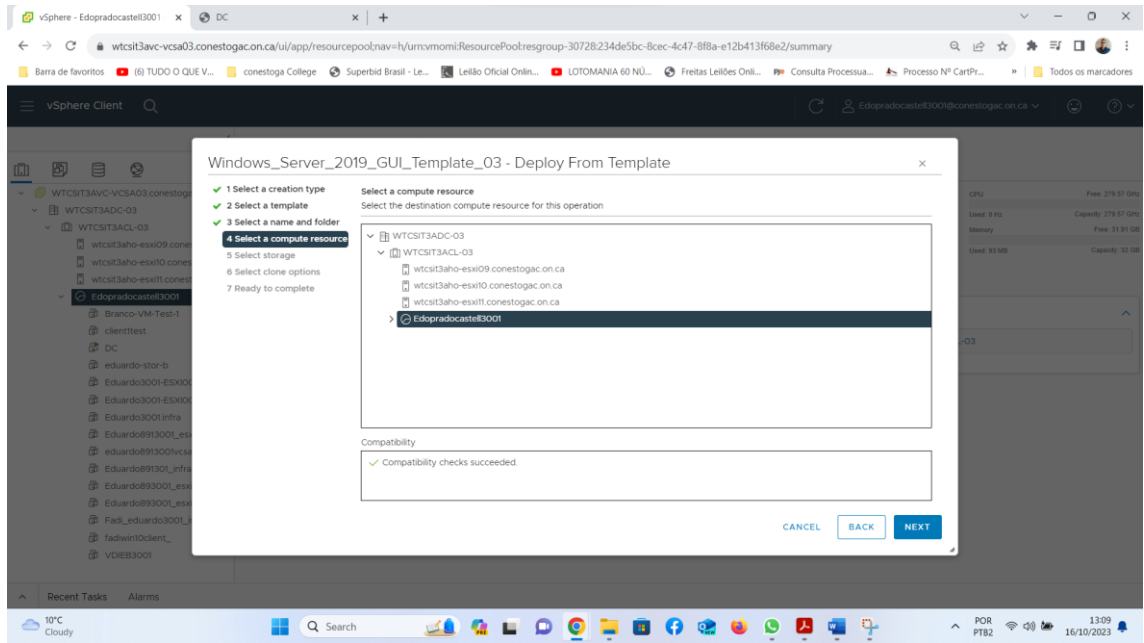 vSphere - Edopradocastell3001
DC
wtcsit3avc-vcsa03.conestogac.on.ca/ui/app/resourcepool;nav=h/urn:vmomi:ResourcePool:resgroup-30728:234de5bc-8cec-4c47-8f8a-e12b413f68e2/summary
Barra de favoritos (6) TUDO O QUE V... conestoga College Superbid Brasil - Le... Leilão Oficial Onlin... LOTOMANIA 60 NÚ... Freitas Leilões Onli... Consulta Processua... Processo Nº CartPr... » Todos os marcadores
vSphere Client Edopradocastell3001@conestogac.on.ca
Windows_Server_2019_GUI_Template_03 - Deploy From Template
1 Select a creation type
2 Select a template
3 Select a name and folder
4 Select a compute resource
5 Select storage
6 Select clone options
7 Ready to complete
Select a compute resource
Select the destination compute resource for this operation
WTCSIT3ADC-03
WTCSIT3ACL-03
wtcsit3aho-esxi09.conestogac.on.ca
wtcsit3aho-esxi10.conestogac.on.ca
wtcsit3aho-esxi11.conestogac.on.ca
Edopradocastell3001
Compatibility
Compatibility checks succeeded.
CANCEL BACK NEXT
WTCSIT3AVC-VCSA03.conestoga
WTCSIT3ADC-03
WTCSIT3ACL-03
wtcsit3aho-esxi09.cones
wtcsit3aho-esxi10.cones
wtcsit3aho-esxi11.conest
Edopradocastell3001
Branco-VM-Test-1
clienttest
DC
eduardo-stor-b
Eduardo3001-ESXI0
Eduardo3001-ESXI0
Eduardo3001.infra
Eduardo8913001_esx
eduardo8913001vcsa
Eduardo891301_infra
Eduardo893001_esx
Eduardo893001_esx
Fadi_eduardo3001_i
fadiwin10client_
VDIEB3001
CPU Free: 279.57 GHz
Used: 0 Hz Capacity: 279.57 GHz
Memory Free: 31.91 GB
Used: 93 MB Capacity: 32 GB
-03
Recent Tasks Alarms
10°C
Cloudy
Search
POR
PTB2
13:09
16/10/2023